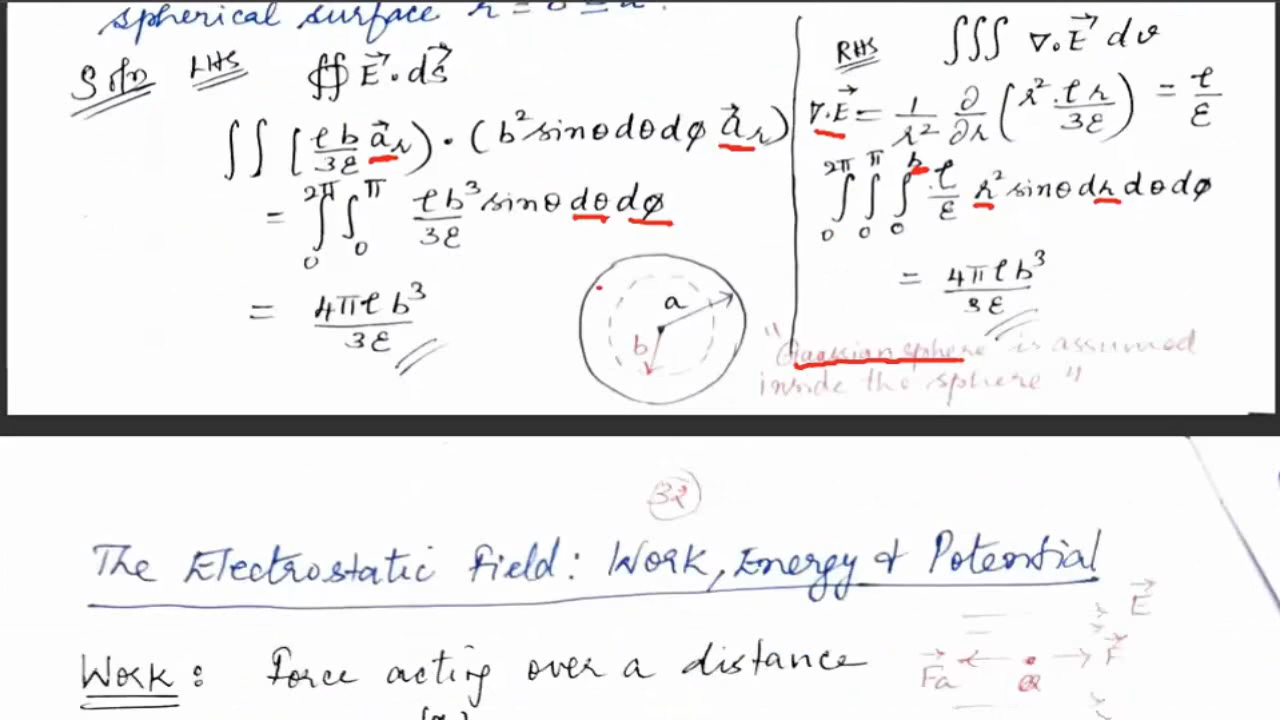 spherical surface
Soln LHS ∯ E⃗ . dS⃗
∫∫ [ρb/3ε a⃗r) · (b² sinθ dθ dϕ a⃗r)
= ∫₀^2π ∫₀^π ρb³/3ε sinθ dθ dϕ
= 4πρb³/3ε
a
b
RHS ∫∫∫ ∇.E⃗ dv
∇.E⃗ = 1/r² ∂/∂r (r² . ρr/3ε) = ρ/ε
∫₀^2π ∫₀^π ∫₀^b ρ/ε r² sinθ dr dθ dϕ
= 4πρb³/3ε
"Gaussian sphere is assumed
inside the sphere"
32
The Electrostatic Field: Work, Energy & Potential
E⃗
Work: Force acting over a distance
F⃗a F⃗
Q